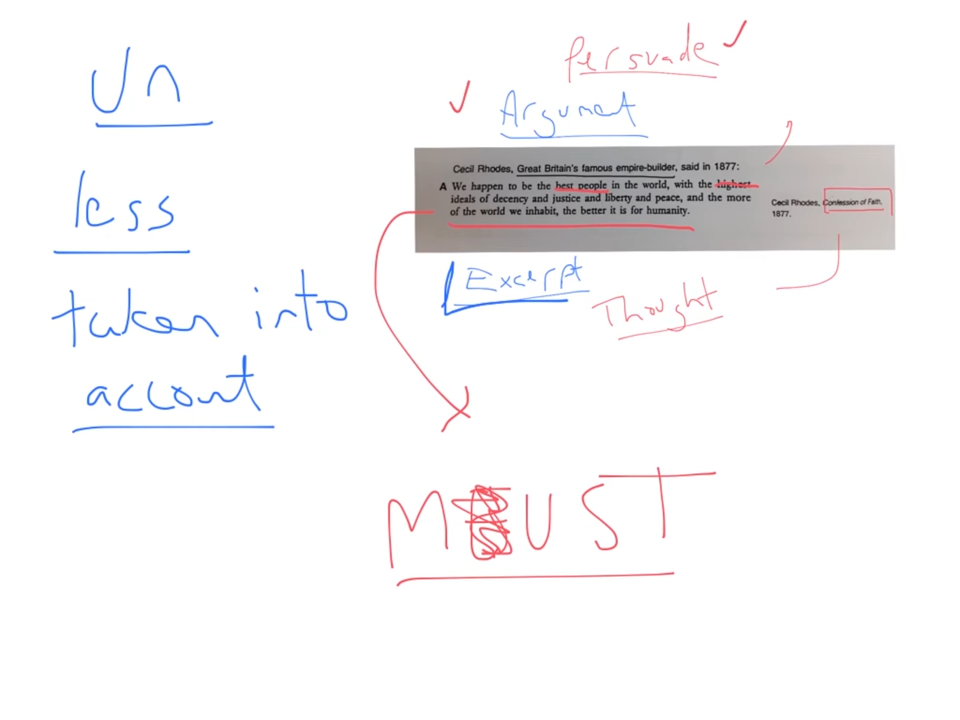 Un
less
taken into
account
Persuade ✓
✓ Argument
Cecil Rhodes, Great Britain's famous empire-builder, said in 1877:
A We happen to be the best people in the world, with the highest
ideals of decency and justice and liberty and peace, and the more
of the world we inhabit, the better it is for humanity.
Cecil Rhodes, Confession of Faith,
1877.
Excerpt
Thought
MUST